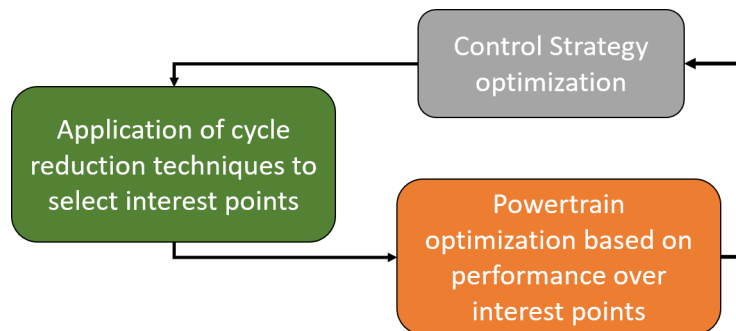 Control Strategy
optimization
Application of cycle
reduction techniques to
select interest points
Powertrain
optimization based on
performance over
interest points